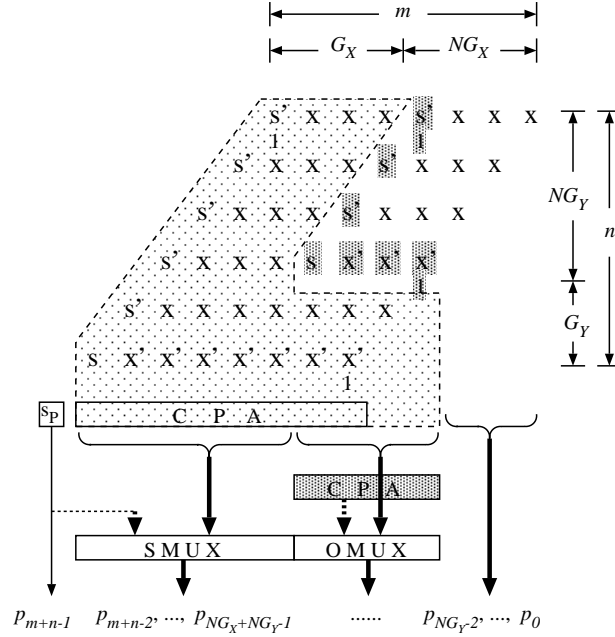 m
G_X NG_X
s' x x x s' x x x
1 1
s' x x x s' x x x
s' x x x s' x x x
NG_Y
n
s' x x x s x' x' x'
1
s' x x x x x x x
G_Y
s x' x' x' x' x' x' x'
1
s_P C P A
C P A
S M U X O M U X
p_{m+n-1} p_{m+n-2}, ..., p_{NG_X+NG_Y-1} ...... p_{NG_Y-2}, ..., p_0